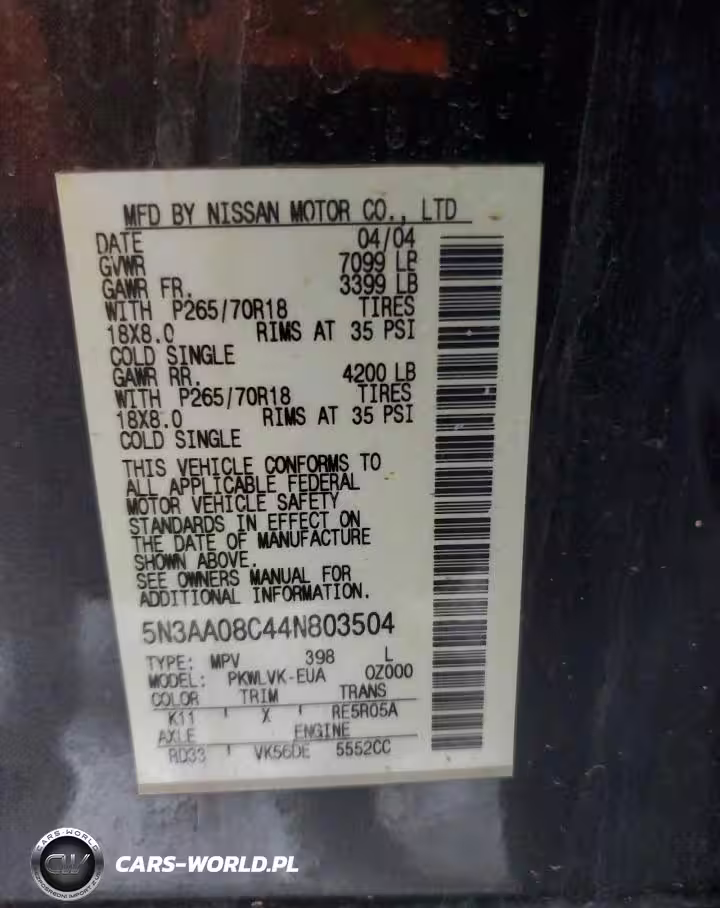 MFD BY NISSAN MOTOR CO., LTD
DATE 04/04
GVWR 7099 LB
GAWR FR. 3399 LB
WITH P265/70R18 TIRES
18X8.0 RIMS AT 35 PSI
COLD SINGLE
GAWR RR. 4200 LB
WITH P265/70R18 TIRES
18X8.0 RIMS AT 35 PSI
COLD SINGLE
THIS VEHICLE CONFORMS TO
ALL APPLICABLE FEDERAL
MOTOR VEHICLE SAFETY
STANDARDS IN EFFECT ON
THE DATE OF MANUFACTURE
SHOWN ABOVE.
SEE OWNERS MANUAL FOR
ADDITIONAL INFORMATION.
5N3AA08C44N803504
TYPE: MPV 398 L
MODEL: PKWLVK-EUA 0Z000
COLOR TRIM TRANS
K11 ' X ' RE5R05A
AXLE ENGINE
RD33 ' VK56DE 5552CC
CARS-WORLD
CW
CARS-WORLD.PL